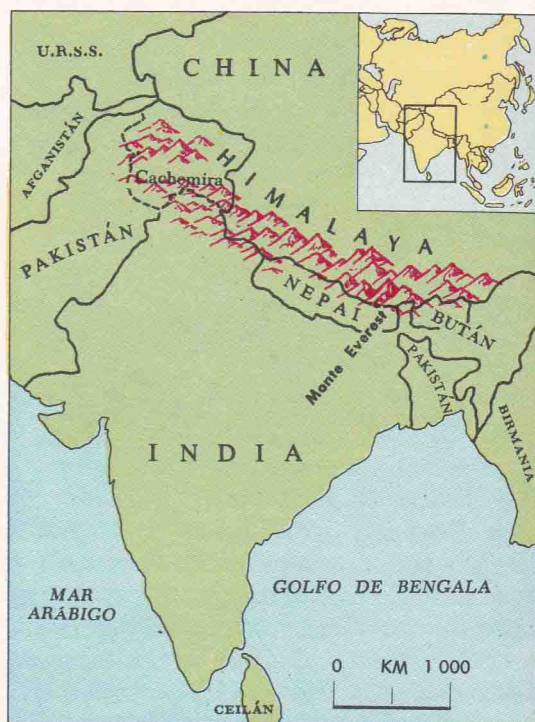 U.R.S.S.
CHINA
AFGANISTÁN
HIMALAYA
Cachemira
PAKISTÁN
NEPAL
BUTÁN
Monte Everest
PAKISTÁN
BIRMANIA
INDIA
MAR
ARÁBIGO
GOLFO DE BENGALA
0 KM 1 000
CEILÁN